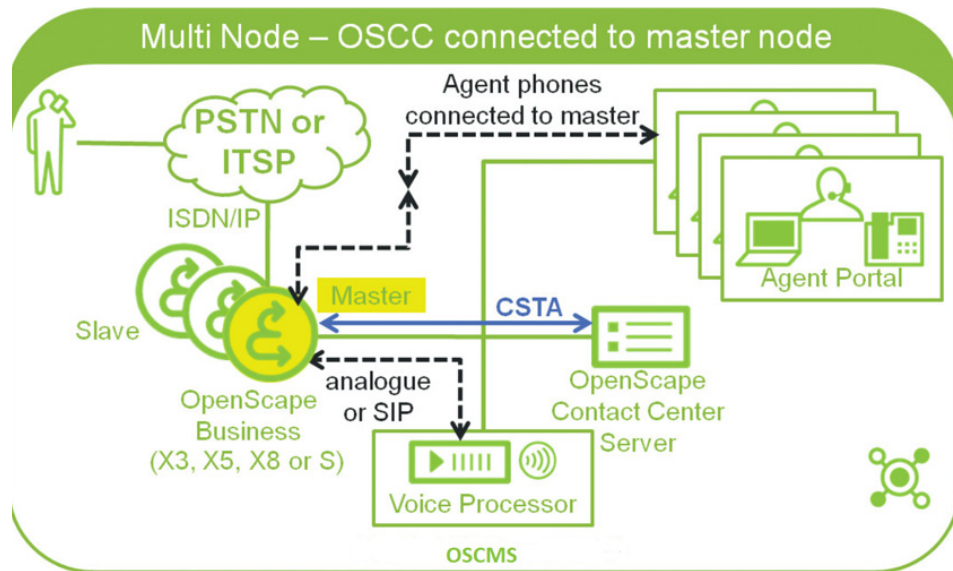 Multi Node – OSCC connected to master node
Agent phones
connected to master
PSTN or
ITSP
ISDN/IP
Master
CSTA
Slave
Agent Portal
analogue
or SIP
OpenScape
Business
(X3, X5, X8 or S)
OpenScape
Contact Center
Server
Voice Processor
OSCMS